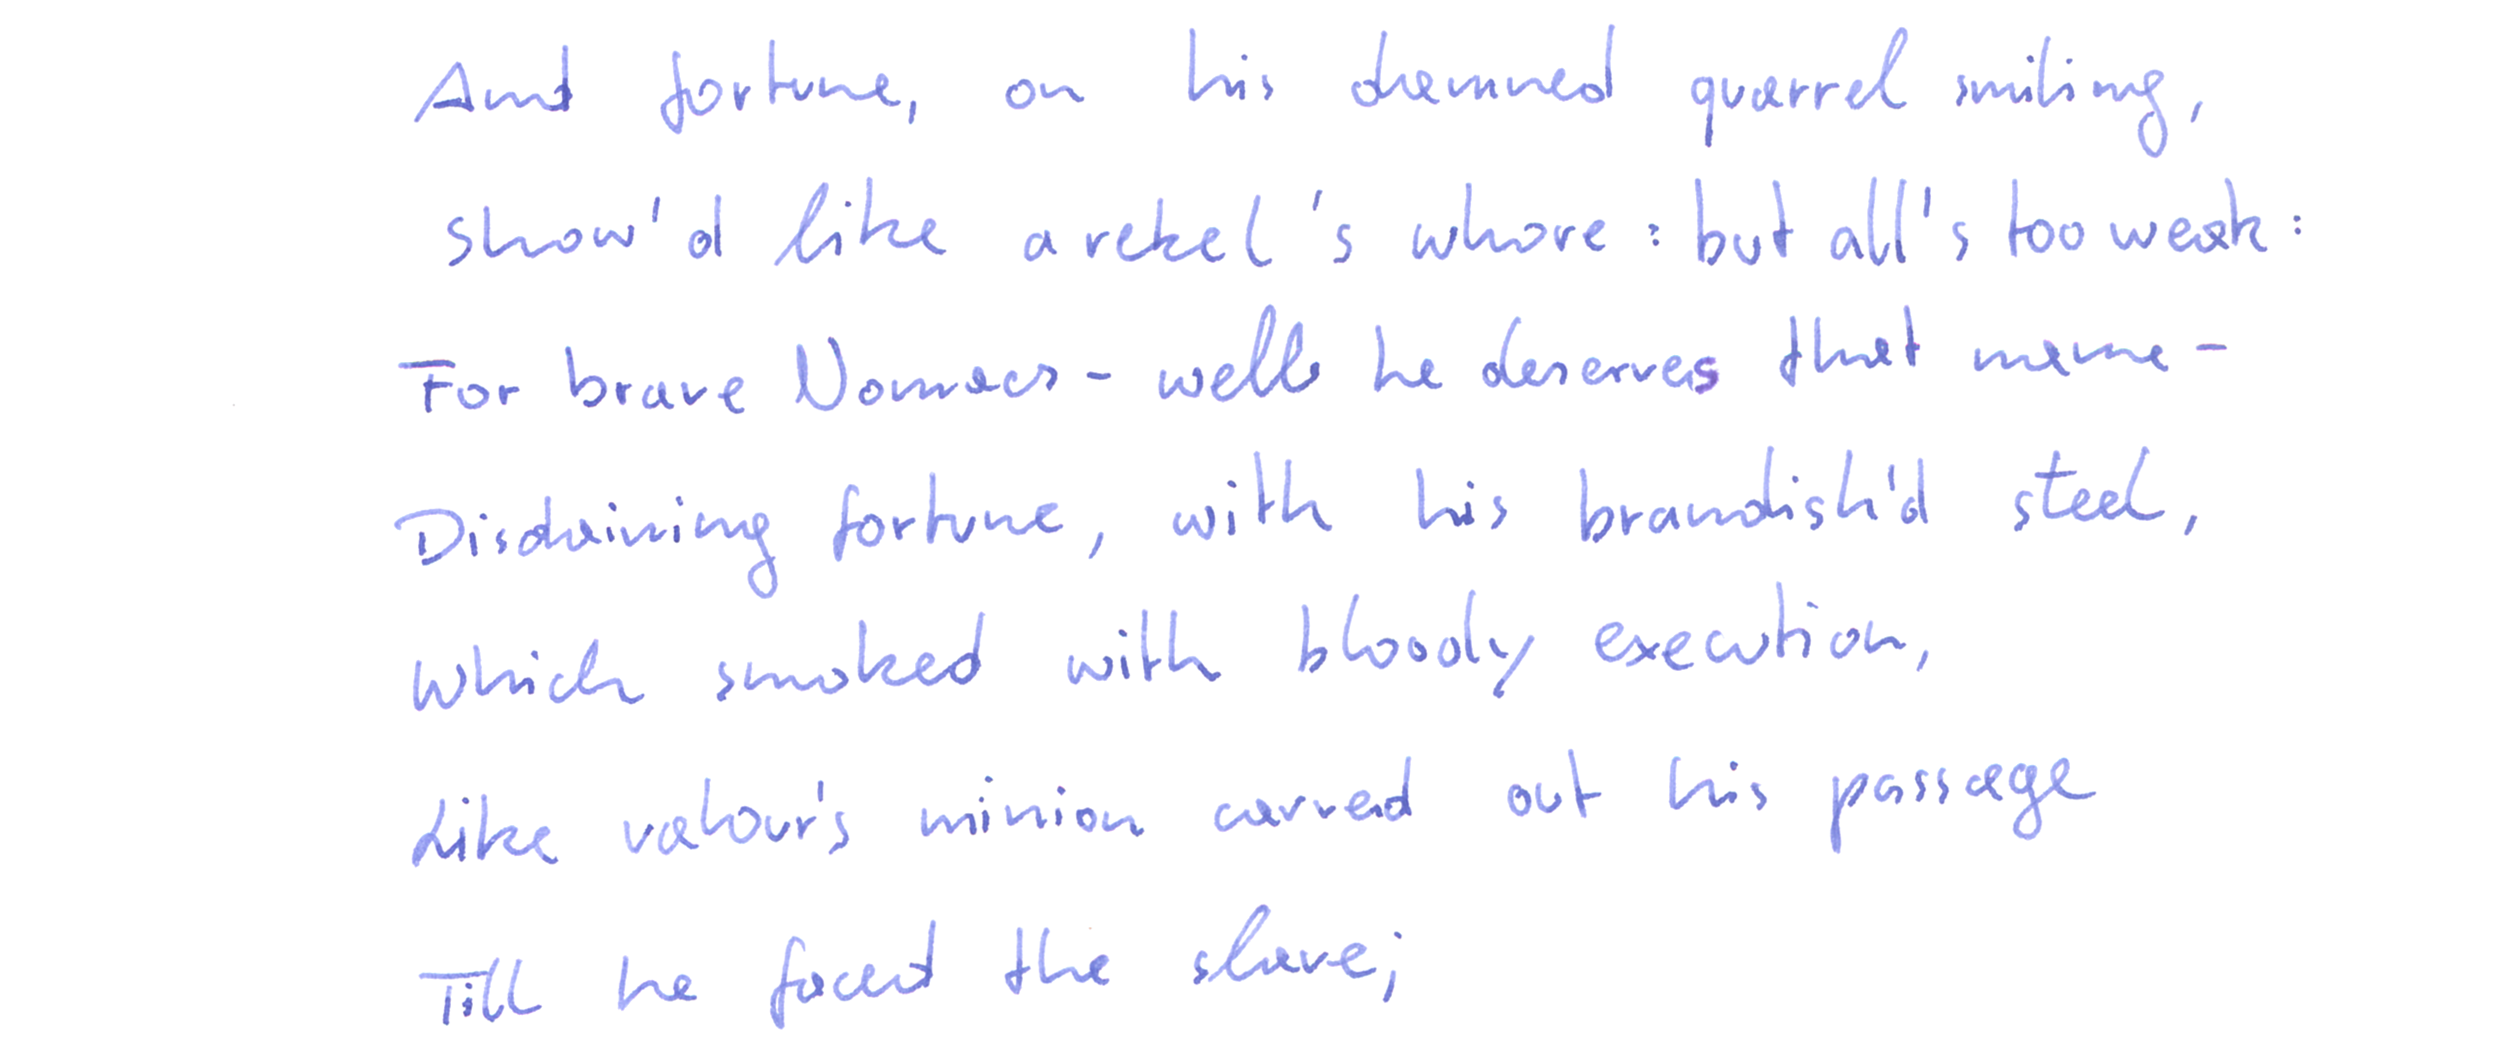 And fortune, on his damned quarrel smiling,
show'd like a rebel's whore: but all's too weak:
For brave Nomacs - well he deserves that name -
Disdaining fortune, with his brandish'd steel,
which smoked with bloody execution,
Like valour's minion carved out his passage
Till he faced the slave;